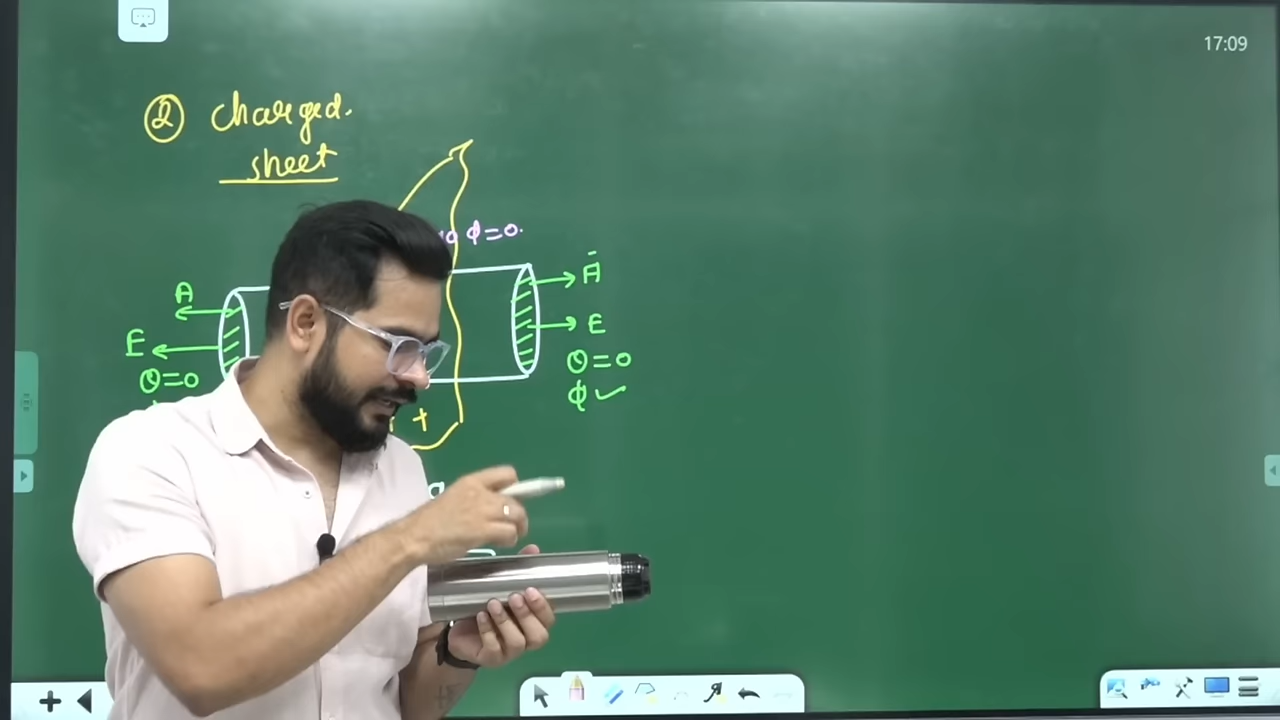 17:09
② Charged.
sheet
ϕ=0.
A
Ā
E
E
θ=0
θ=0
ϕ ✓
+